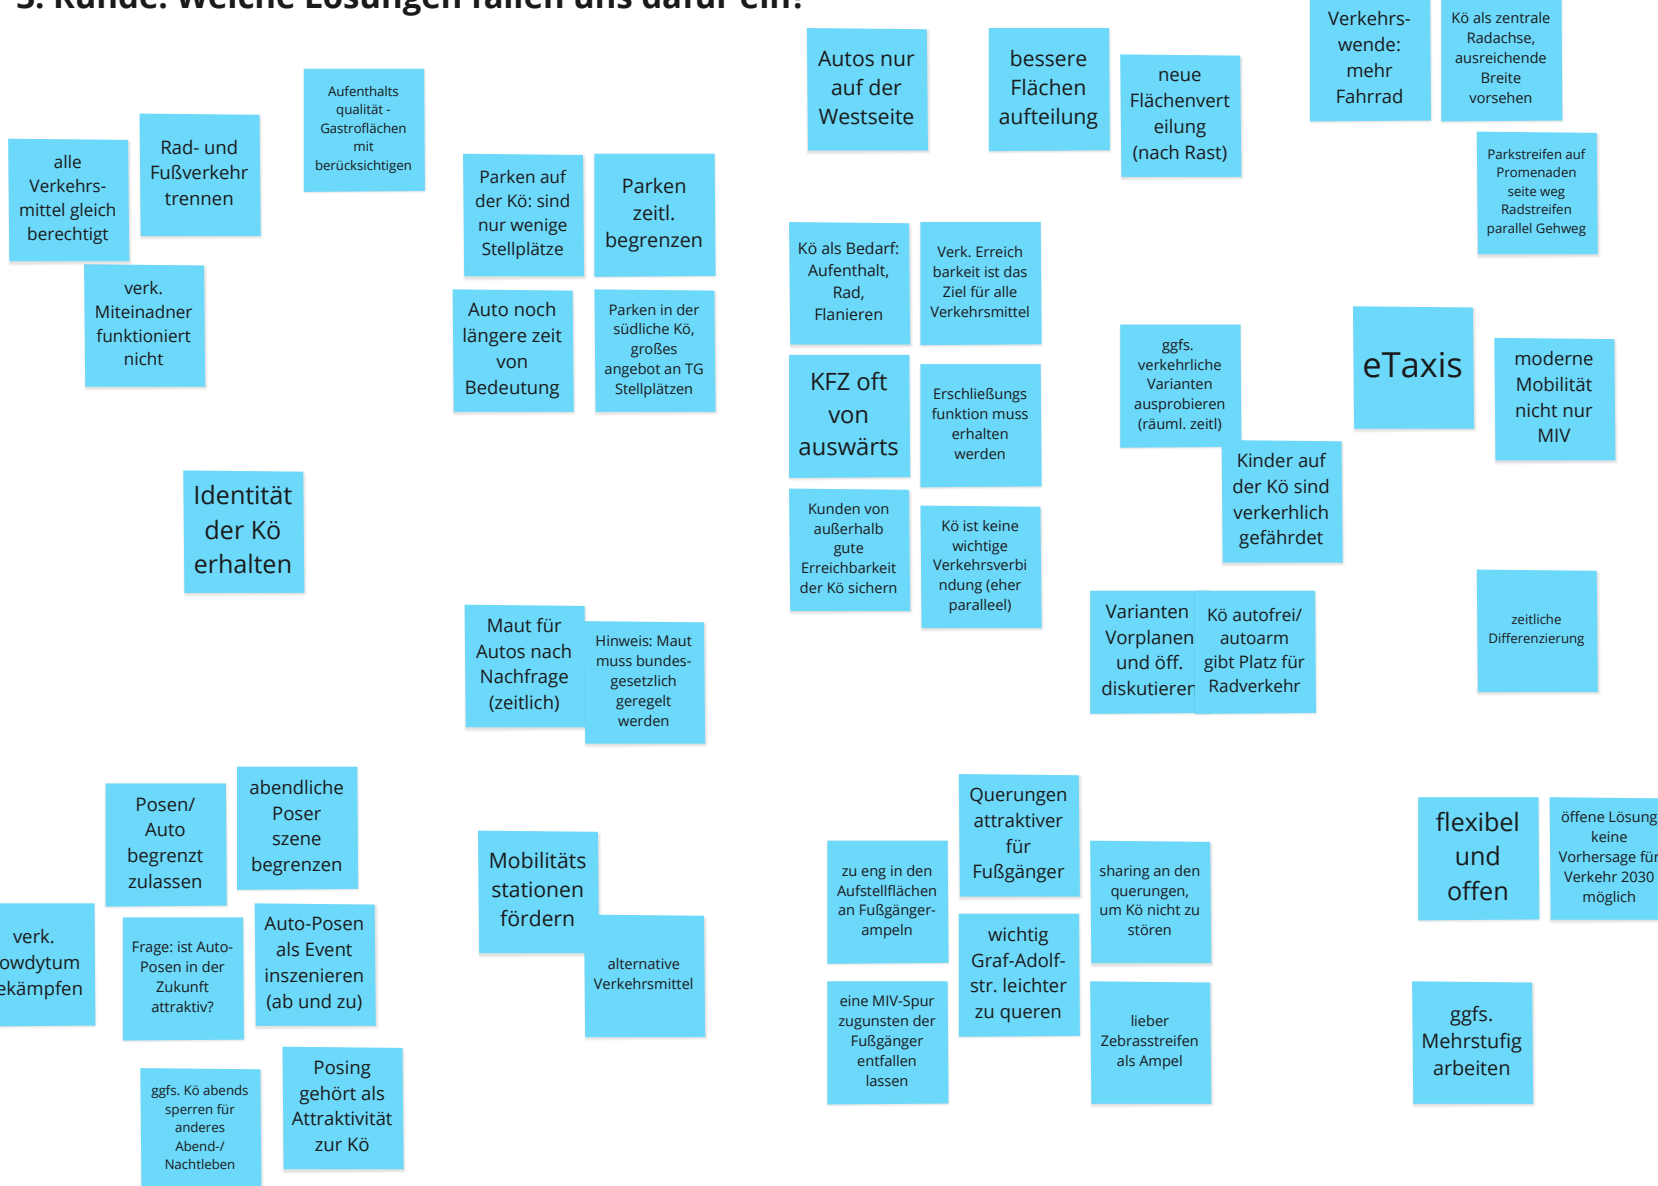 3. Runde: Welche Lösungen fallen uns dafür ein?
Aufenthalts
qualität -
Gastroflächen
mit
berücksichtigen
alle
Verkehrs-
mittel gleich
berechtigt
Rad- und
Fußverkehr
trennen
verk.
Miteinadner
funktioniert
nicht
Parken auf
der Kö: sind
nur wenige
Stellplätze
Parken
zeitl.
begrenzen
Auto noch
längere zeit
von
Bedeutung
Parken in der
südliche Kö,
großes
angebot an TG
Stellplätzen
Identität
der Kö
erhalten
Maut für
Autos nach
Nachfrage
(zeitlich)
Hinweis: Maut
muss bundes-
gesetzlich
geregelt
werden
Autos nur
auf der
Westseite
bessere
Flächen
aufteilung
neue
Flächenvert
eilung
(nach Rast)
Verkehrs-
wende:
mehr
Fahrrad
Kö als zentrale
Radachse,
ausreichende
Breite
vorsehen
Parkstreifen auf
Promenaden
seite weg
Radstreifen
parallel Gehweg
Kö als Bedarf:
Aufenthalt,
Rad,
Flanieren
Verk. Erreich
barkeit ist das
Ziel für alle
Verkehrsmittel
KFZ oft
von
auswärts
Erschließungs
funktion muss
erhalten
werden
Kunden von
außerhalb
gute
Erreichbarkeit
der Kö sichern
Kö ist keine
wichtige
Verkehrsverbi
ndung (eher
paralleel)
ggfs.
verkehrliche
Varianten
ausprobieren
(räuml. zeitl)
Kinder auf
der Kö sind
verkerhlich
gefährdet
eTaxis
moderne
Mobilität
nicht nur
MIV
Varianten
Vorplanen
und öff.
diskutieren
Kö autofrei/
autoarm
gibt Platz für
Radverkehr
zeitliche
Differenzierung
Posen/
Auto
begrenzt
zulassen
abendliche
Poser
szene
begrenzen
verk.
owdytum
ekämpfen
Frage: ist Auto-
Posen in der
Zukunft
attraktiv?
Auto-Posen
als Event
inszenieren
(ab und zu)
ggfs. Kö abends
sperren für
anderes
Abend-/
Nachtleben
Posing
gehört als
Attraktivität
zur Kö
Mobilitäts
stationen
fördern
alternative
Verkehrsmittel
Querungen
attraktiver
für
Fußgänger
zu eng in den
Aufstellflächen
an Fußgänger-
ampeln
sharing an den
querungen,
um Kö nicht zu
stören
wichtig
Graf-Adolf-
str. leichter
zu queren
eine MIV-Spur
zugunsten der
Fußgänger
entfallen
lassen
lieber
Zebrasstreifen
als Ampel
flexibel
und
offen
öffene Lösung
keine
Vorhersage für
Verkehr 2030
möglich
ggfs.
Mehrstufig
arbeiten